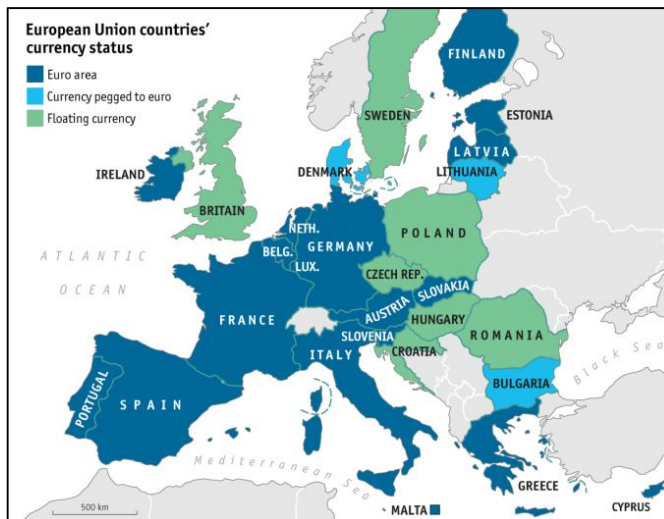 European Union countries'
currency status
Euro area
Currency pegged to euro
Floating currency
FINLAND
SWEDEN
ESTONIA
LATVIA
LITHUANIA
DENMARK
IRELAND
BRITAIN
NETH.
BELG.
LUX.
GERMANY
POLAND
CZECH REP.
SLOVAKIA
AUSTRIA
HUNGARY
SLOVENIA
CROATIA
ROMANIA
BULGARIA
FRANCE
ITALY
SPAIN
PORTUGAL
GREECE
MALTA
CYPRUS
ATLANTIC
OCEAN
Mediterranean Sea
Black Sea
500 km